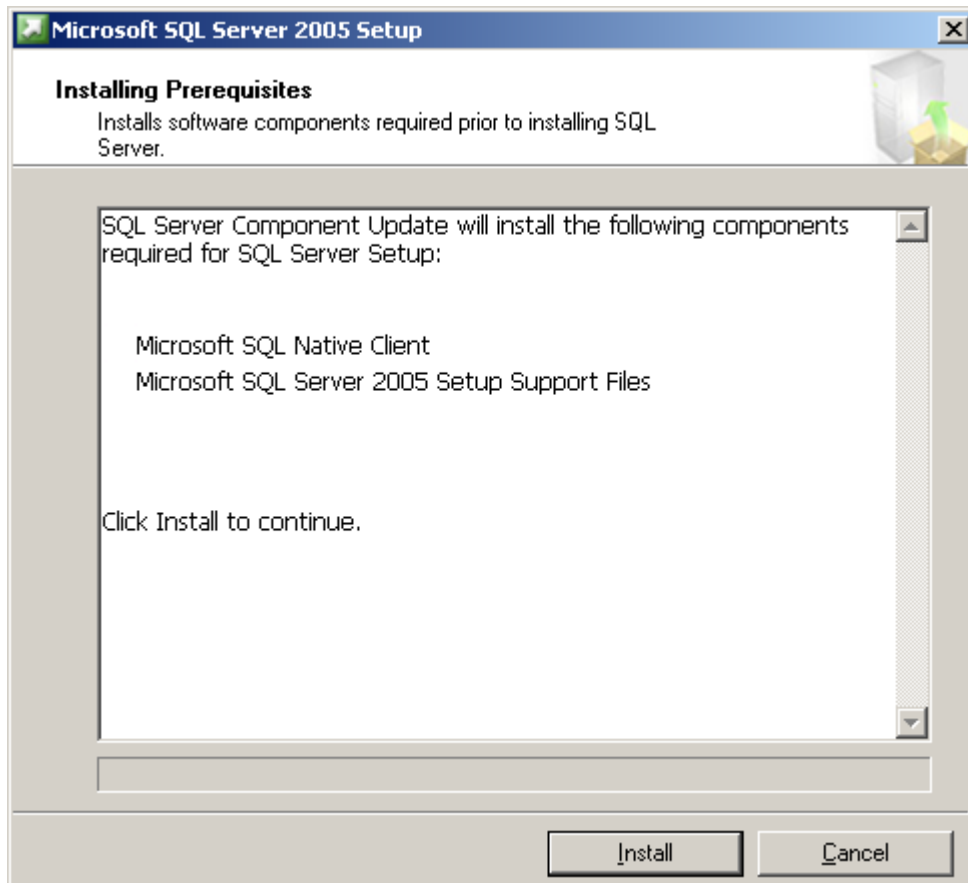 Microsoft SQL Server 2005 Setup
Installing Prerequisites
Installs software components required prior to installing SQL
Server.
SQL Server Component Update will install the following components
required for SQL Server Setup:
Microsoft SQL Native Client
Microsoft SQL Server 2005 Setup Support Files
Click Install to continue.
Install
Cancel